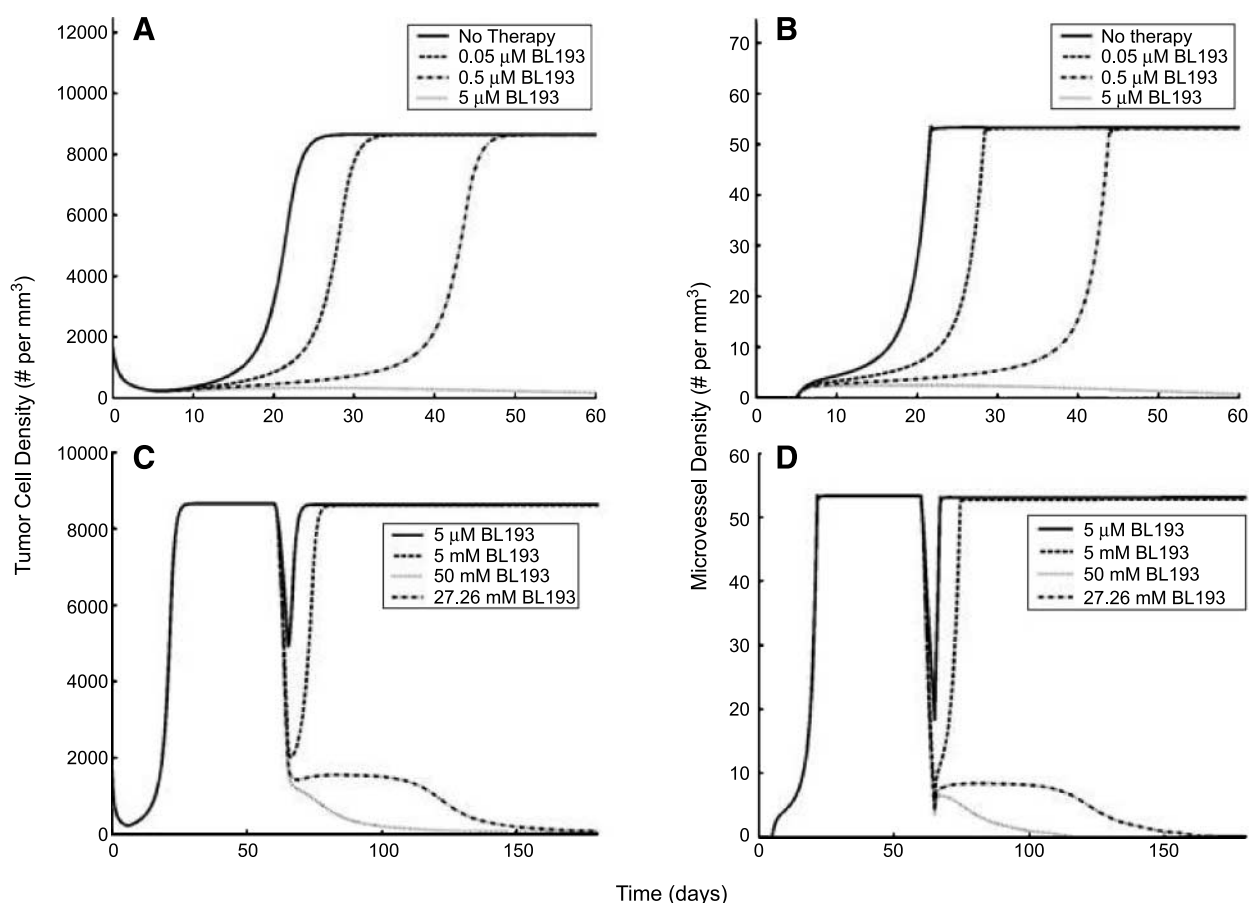 A
No Therapy
0.05 μM BL193
0.5 μM BL193
5 μM BL193
12000
10000
8000
6000
4000
2000
0
0 10 20 30 40 50 60
B
No therapy
0.05 μM BL193
0.5 μM BL193
5 μM BL193
70
60
50
40
30
20
10
0
0 10 20 30 40 50 60
Tumor Cell Density (# per mm³)
Microvessel Density (# per mm³)
C
5 μM BL193
5 mM BL193
50 mM BL193
27.26 mM BL193
10000
8000
6000
4000
2000
0
0 50 100 150
D
5 μM BL193
5 mM BL193
50 mM BL193
27.26 mM BL193
60
50
40
30
20
10
0
0 50 100 150
Time (days)